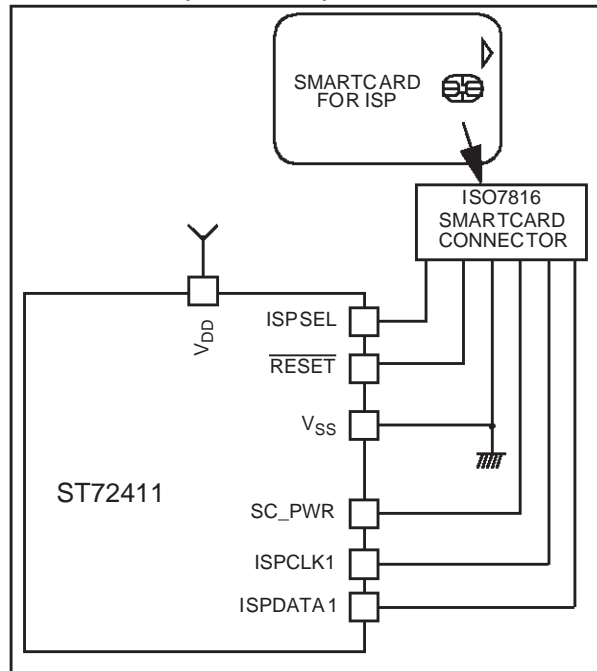 SMARTCARD
FOR ISP
ISO7816
SMARTCARD
CONNECTOR
VDD
ISPSEL
RESET
VSS
ST72411
SC_PWR
ISPCLK1
ISPDATA1